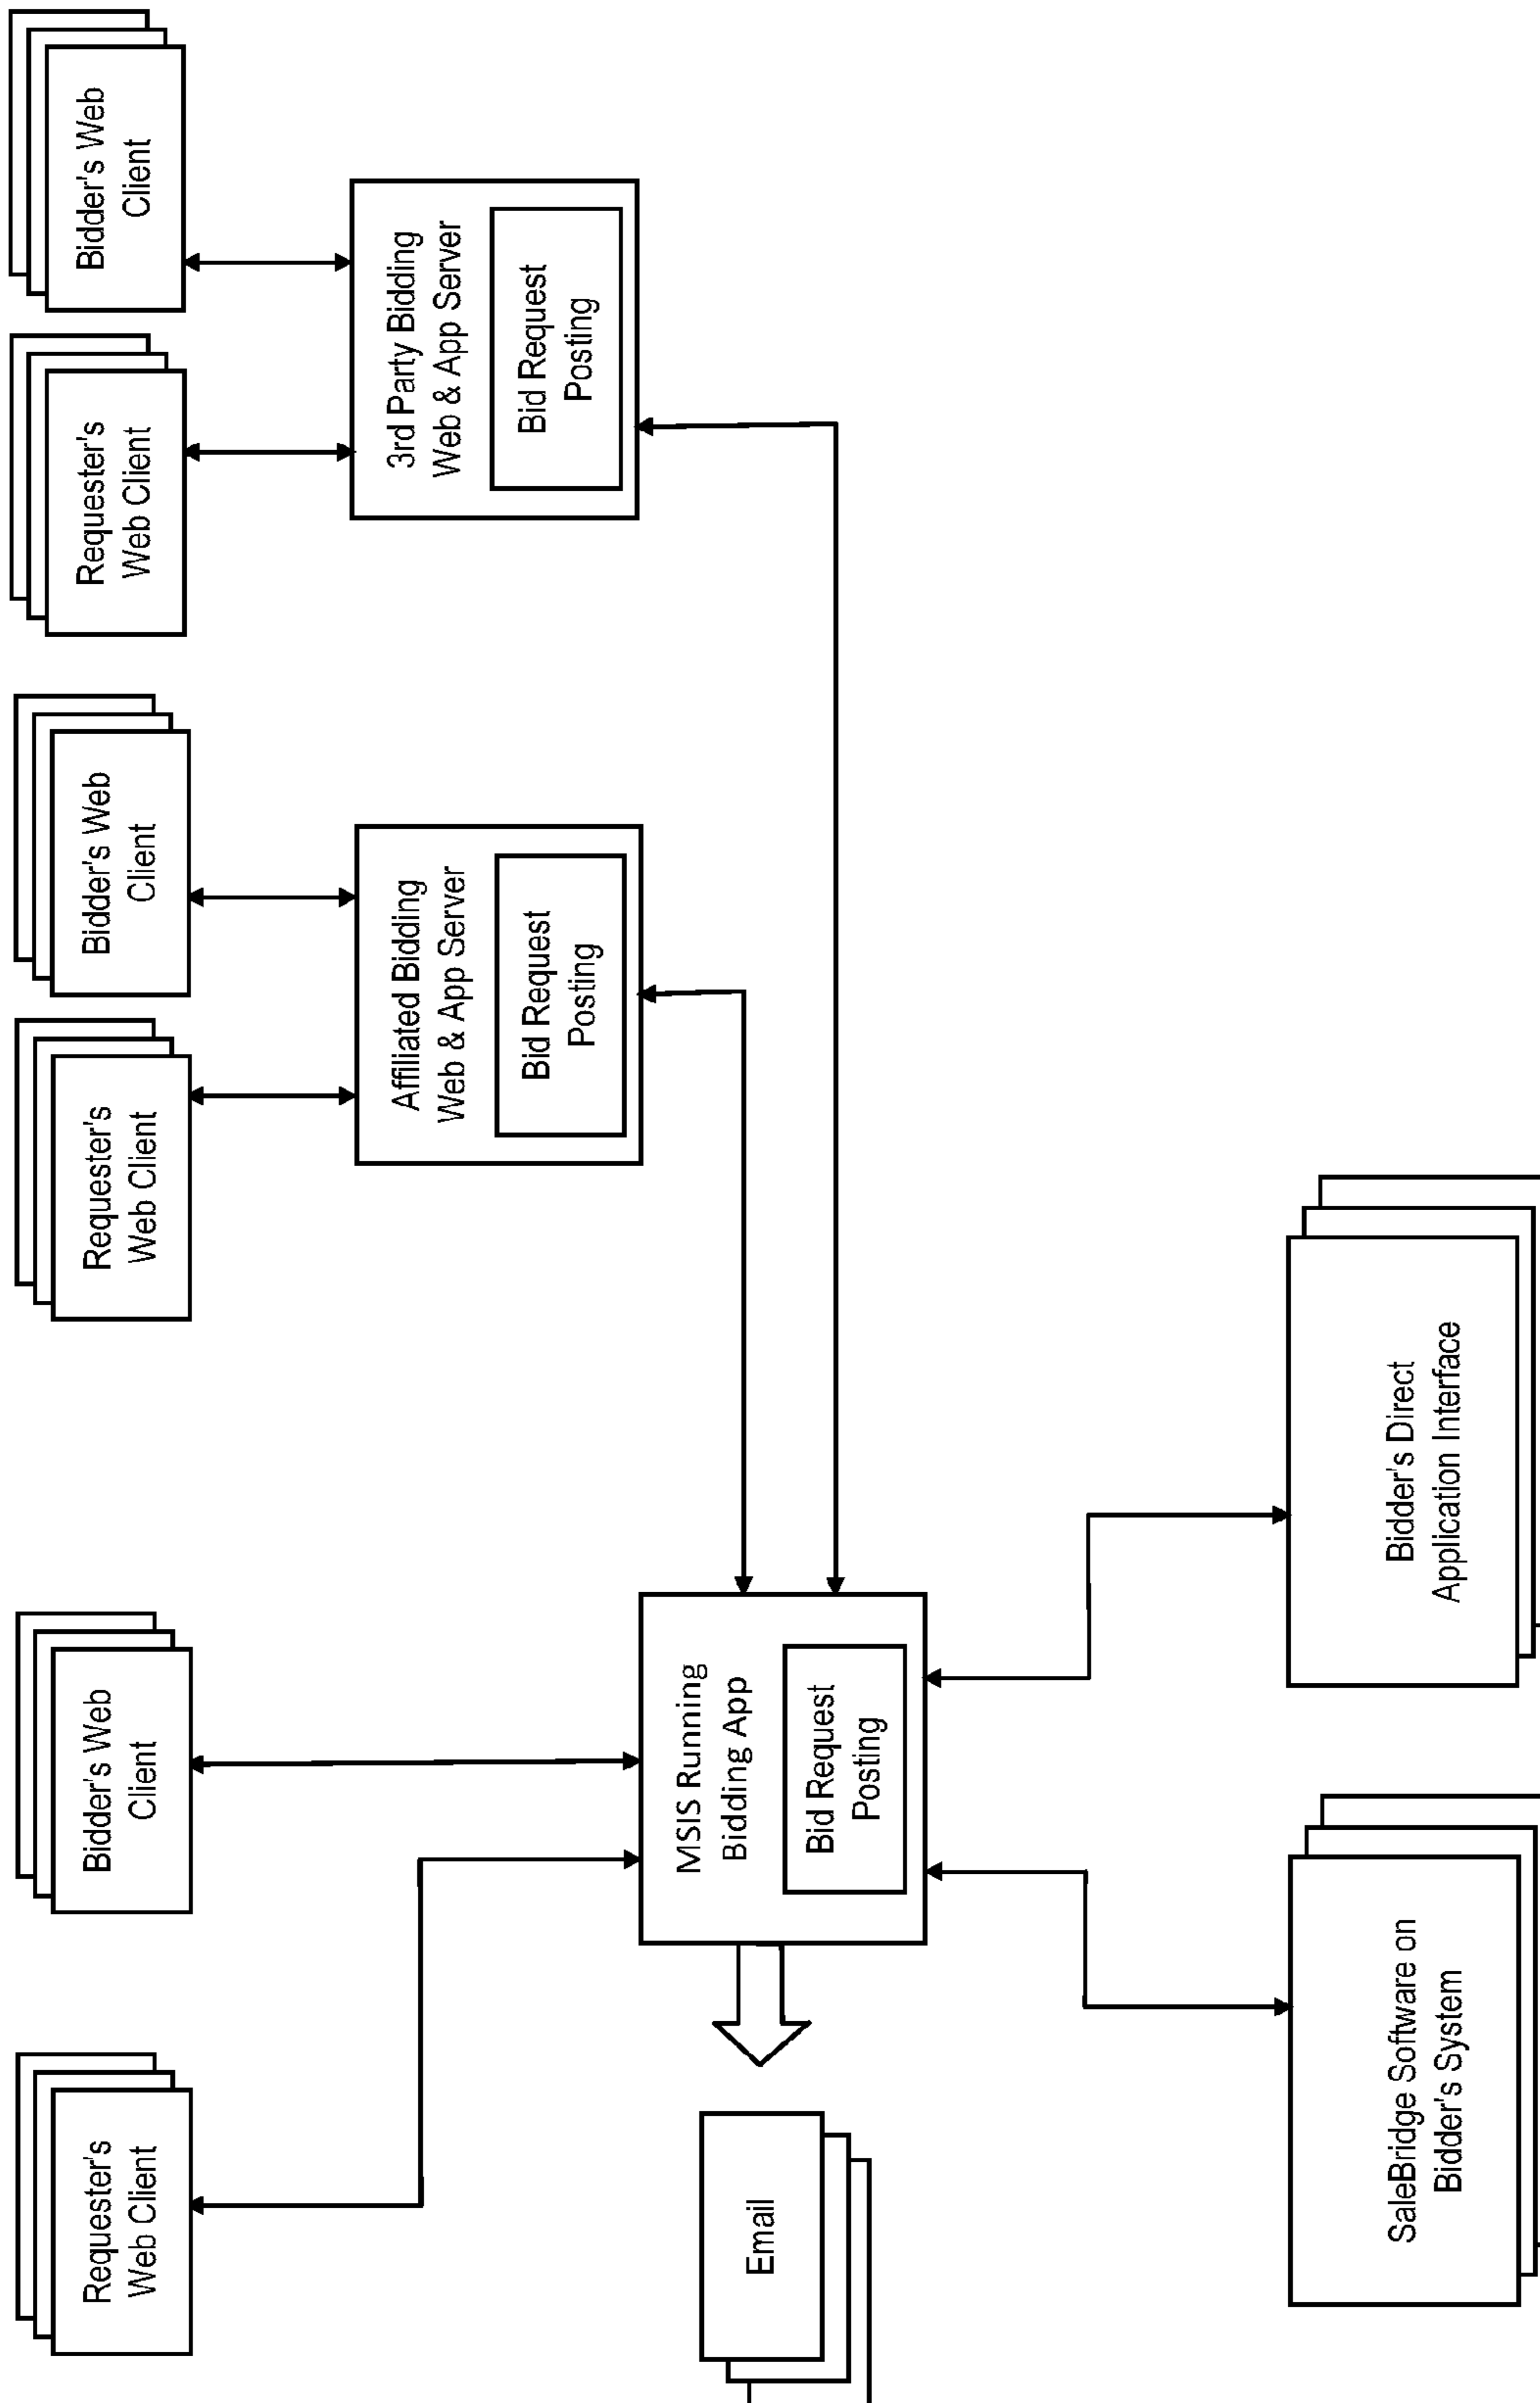 Requester's
Web Client
Bidder's Web
Client
Requester's
Web Client
Bidder's Web
Client
Requester's
Web Client
Bidder's Web
Client
Affiliated Bidding
Web & App Server
Bid Request
Posting
3rd Party Bidding
Web & App Server
Bid Request
Posting
Email
MSIS Running
Bidding App
Bid Request
Posting
SaleBridge Software on
Bidder's System
Bidder's Direct
Application Interface